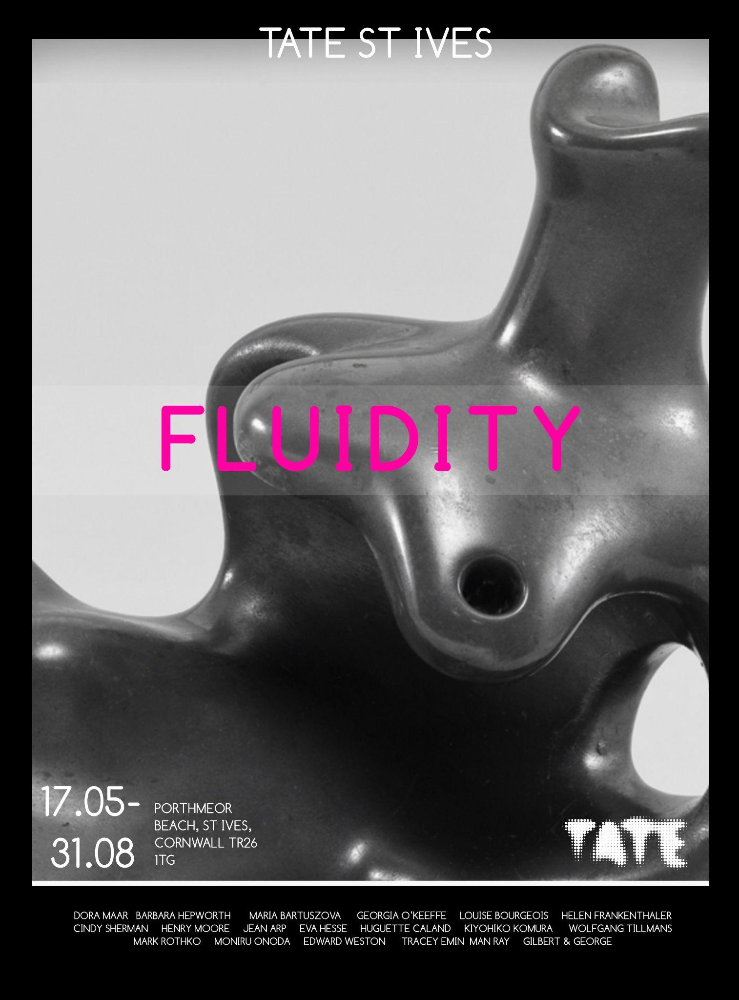 TATE ST IVES
FLUIDITY
17.05-
31.08
PORTHMEOR
BEACH, ST IVES,
CORNWALL TR26
1TG
TATE
DORA MAAR BARBARA HEPWORTH MARIA BARTUSZOVA GEORGIA O‘KEEFFE LOUISE BOURGEOIS HELEN FRANKENTHALER
CINDY SHERMAN HENRY MOORE JEAN ARP EVA HESSE HUGUETTE CALAND KIYOHIKO KOMURA WOLFGANG TILLMANS
MARK ROTHKO MONIRU ONODA EDWARD WESTON TRACEY EMIN MAN RAY GILBERT & GEORGE